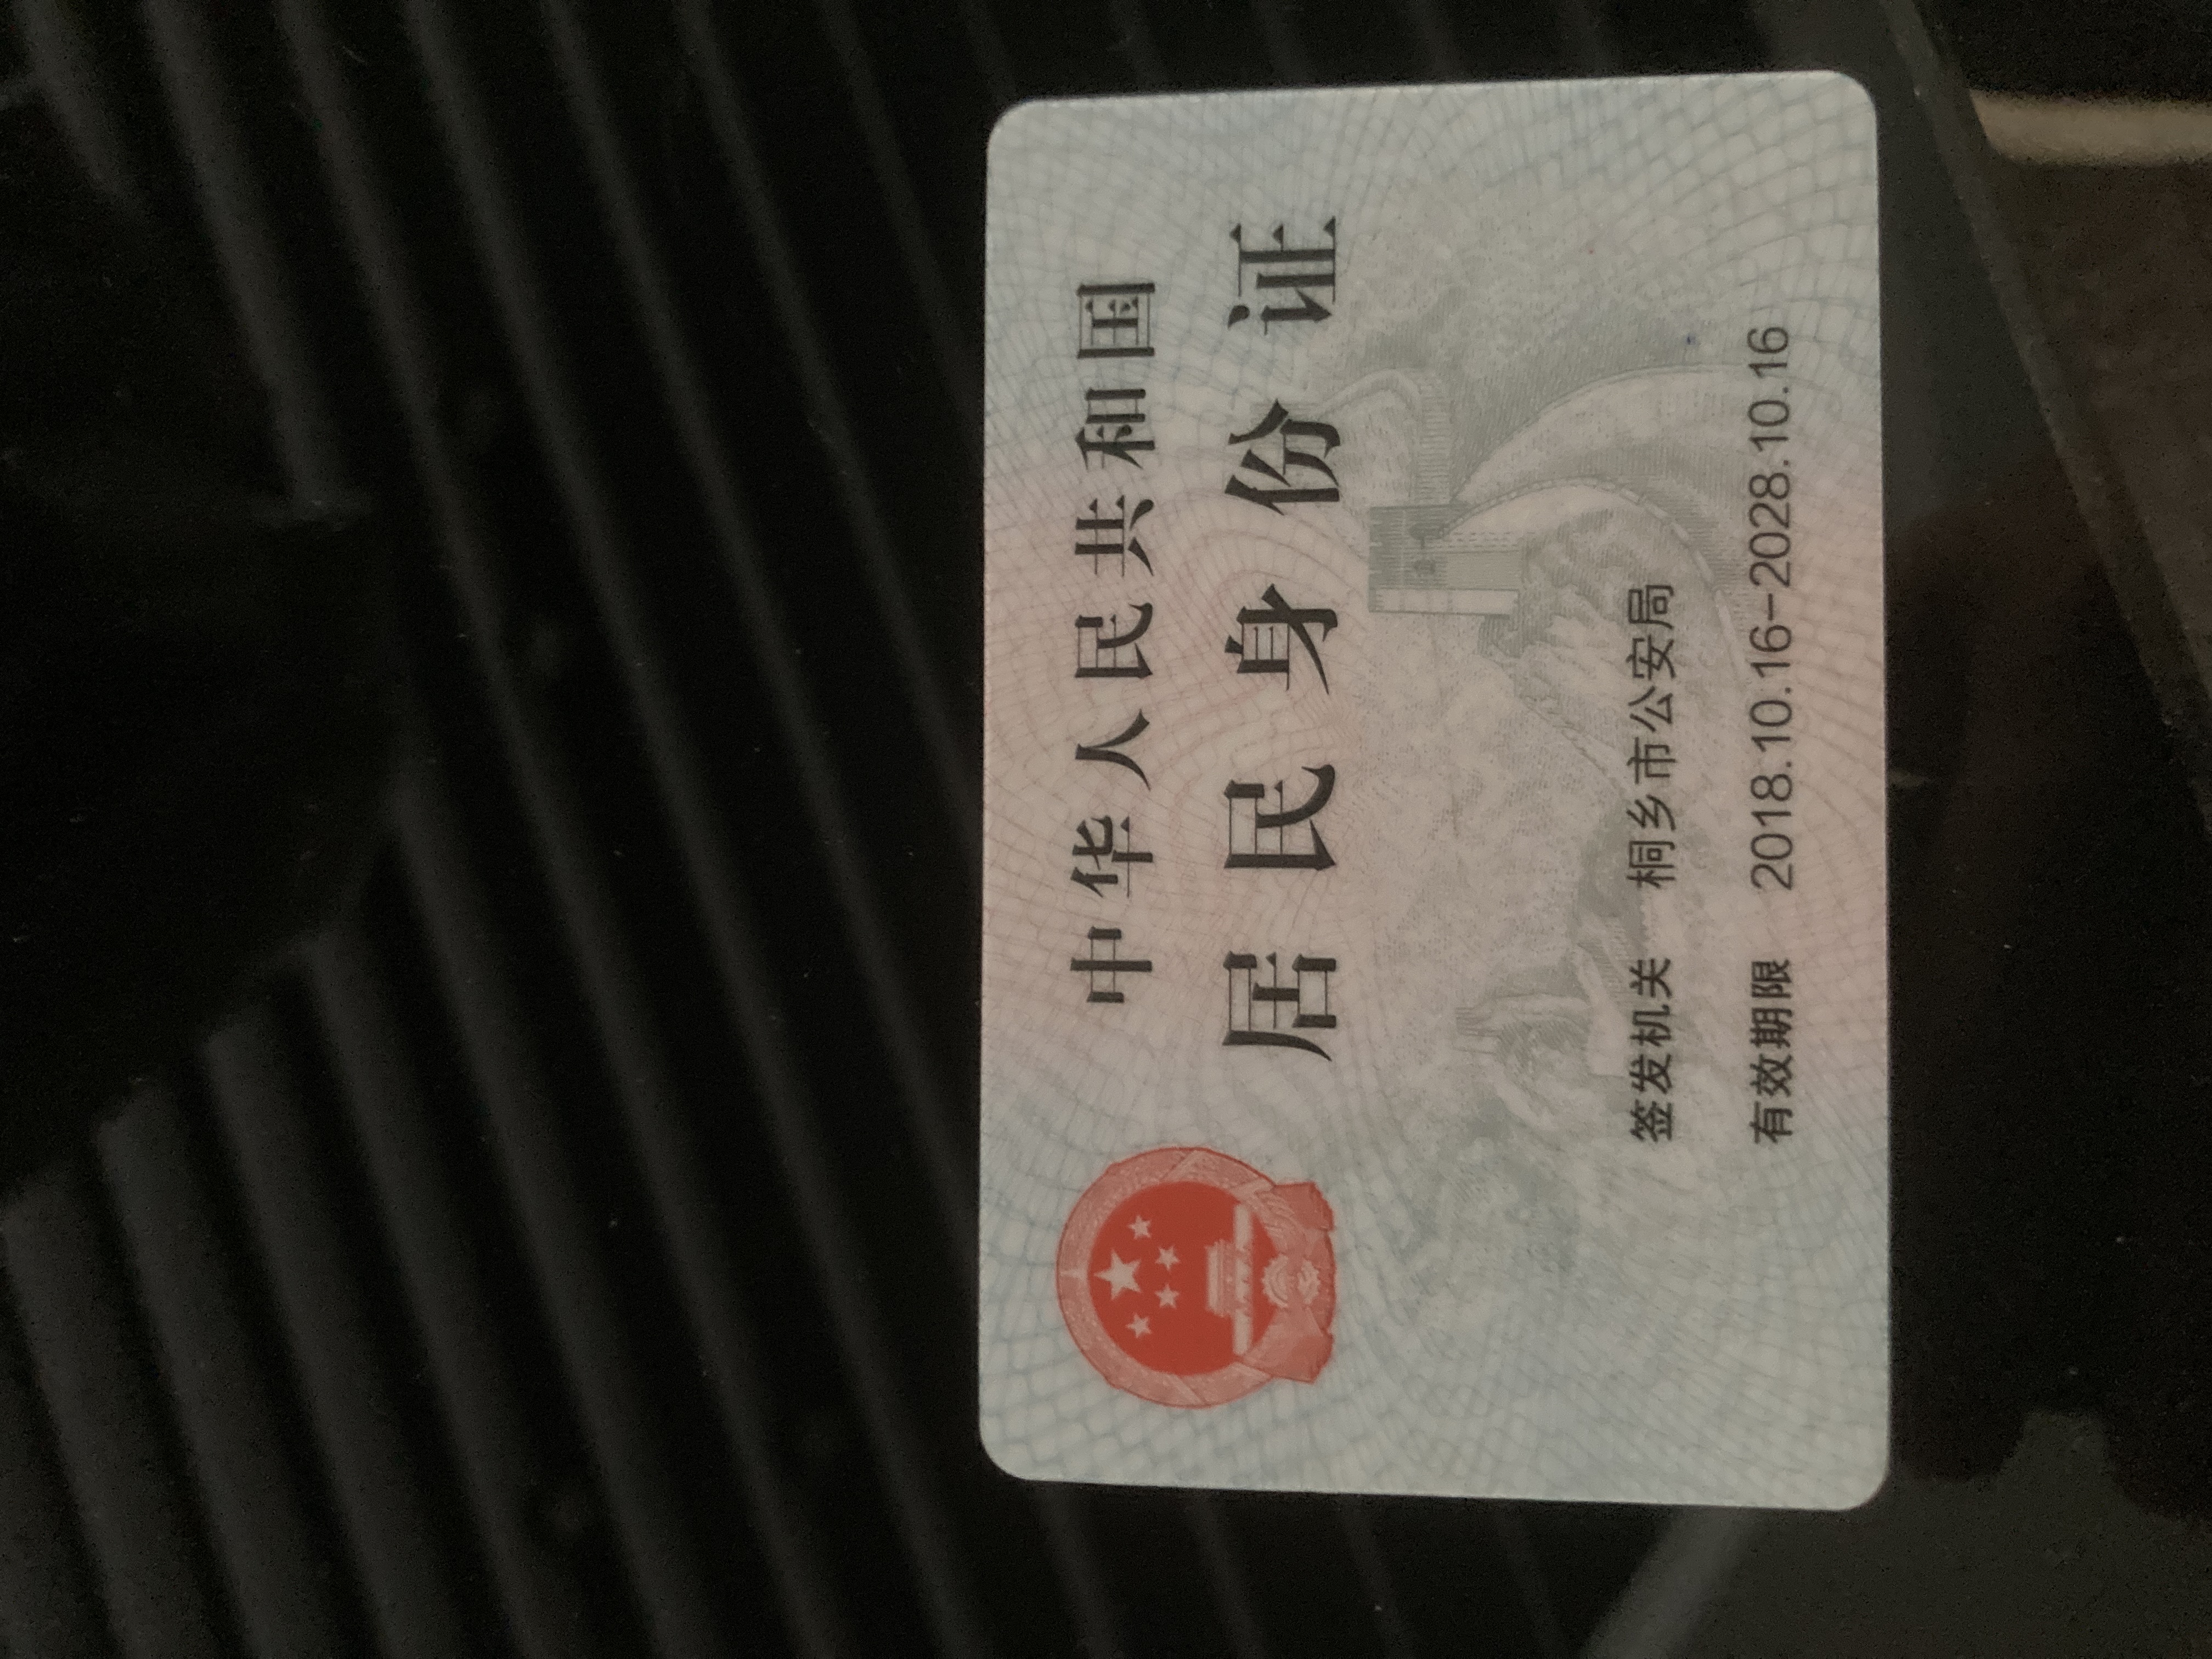 中华人民共和国
居民身份证
签发机关 桐乡市公安局
有效期限 2018.10.16-2028.10.16